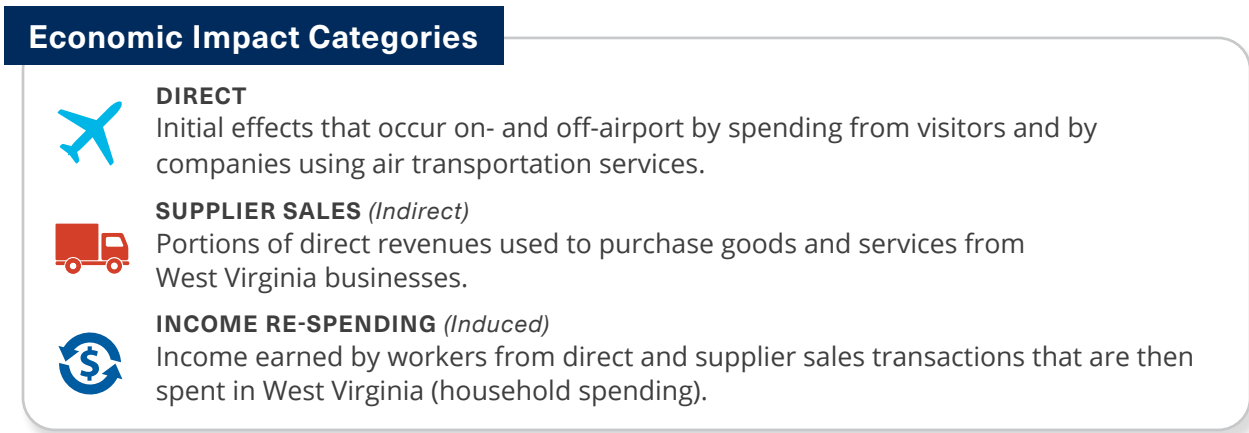 Economic Impact Categories
DIRECT
Initial effects that occur on- and off-airport by spending from visitors and by
companies using air transportation services.
SUPPLIER SALES (Indirect)
Portions of direct revenues used to purchase goods and services from
West Virginia businesses.
INCOME RE-SPENDING (Induced)
$
Income earned by workers from direct and supplier sales transactions that are then
spent in West Virginia (household spending).